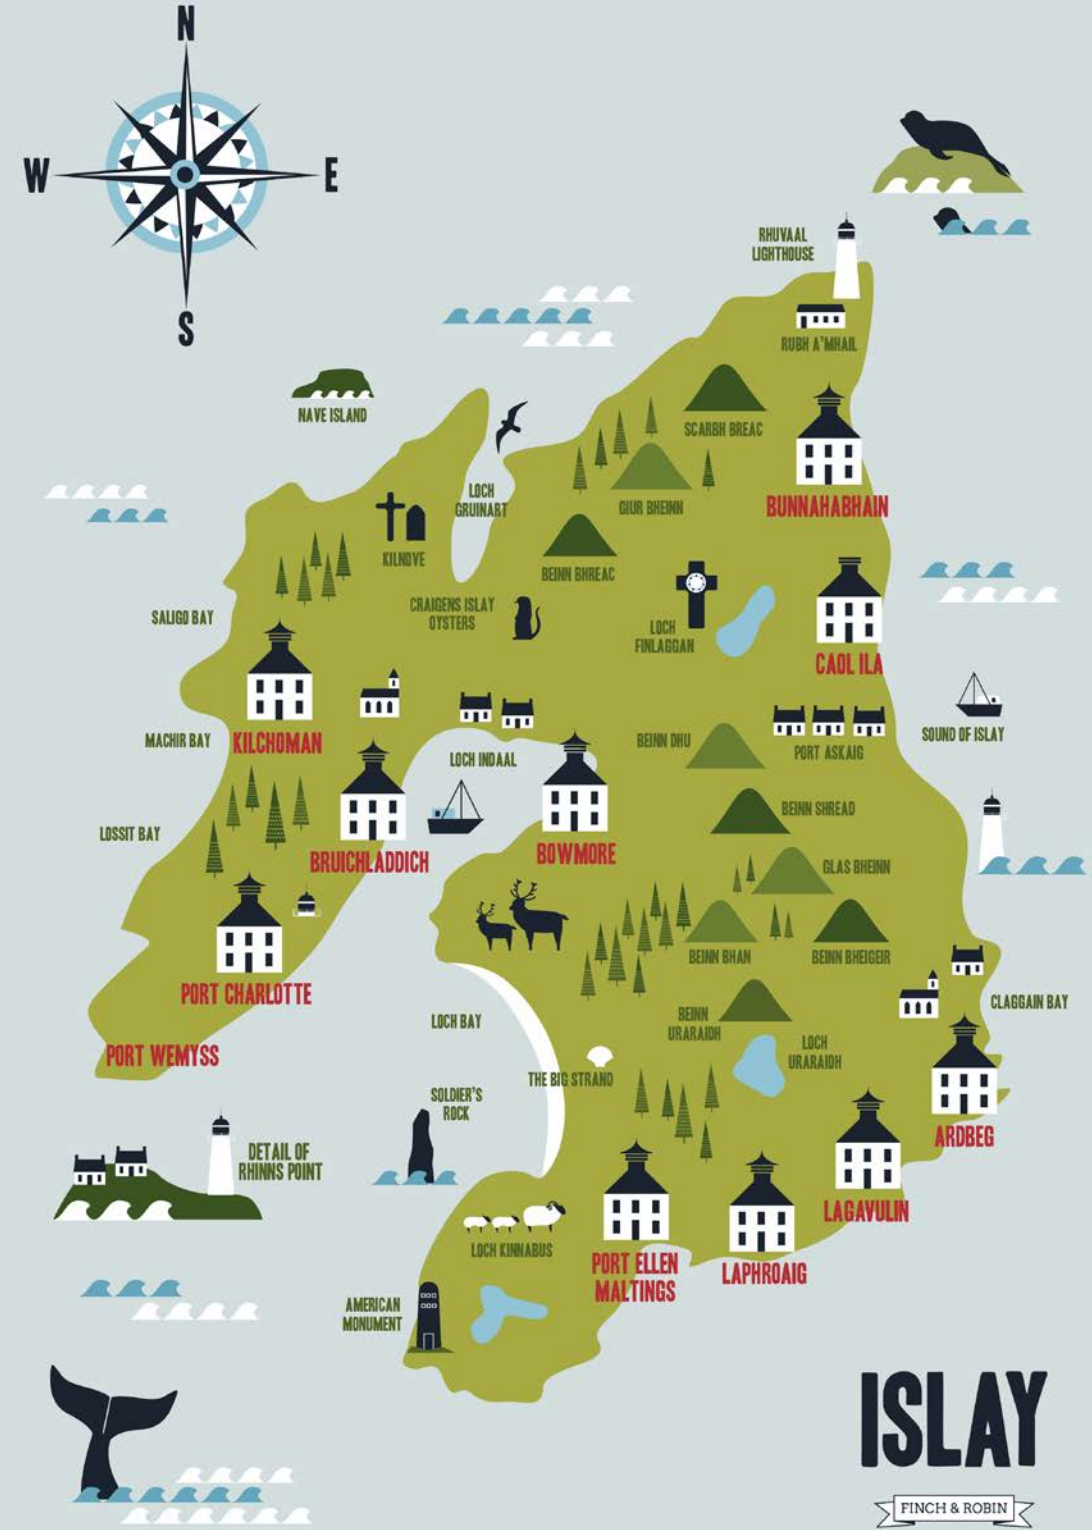 N
W
E
S
RHUVAAL
LIGHTHOUSE
RUBH A'MHAIL
NAVE ISLAND
SCARBH BREAC
LOCH
GRUINART
GIUR BHEINN
BUNNAHABHAIN
KILNOVE
BEINN BHREAC
CRAIGENS ISLAY
OYSTERS
SALIGO BAY
LOCH
FINLAGGAN
CAOL ILA
MACHIR BAY
KILCHOMAN
LOCH INDAAL
BEINN DHU
PORT ASKAIG
SOUND OF ISLAY
LOSSIT BAY
BRUICHLADDICH
BOWMORE
BEINN SHREAD
GLAS BHEINN
BEINN BHAN
BEINN BHEIGEIR
PORT CHARLOTTE
CLAGGAIN BAY
LOCH BAY
BEINN
URARAIDH
LOCH
URARAIDH
PORT WEMYSS
THE BIG STRAND
SOLDIER'S
ROCK
ARDBEG
DETAIL OF
RHINNS POINT
LAGAVULIN
LOCH KINNABUS
PORT ELLEN
MALTINGS
LAPHROAIG
AMERICAN
MONUMENT
ISLAY
FINCH & ROBIN